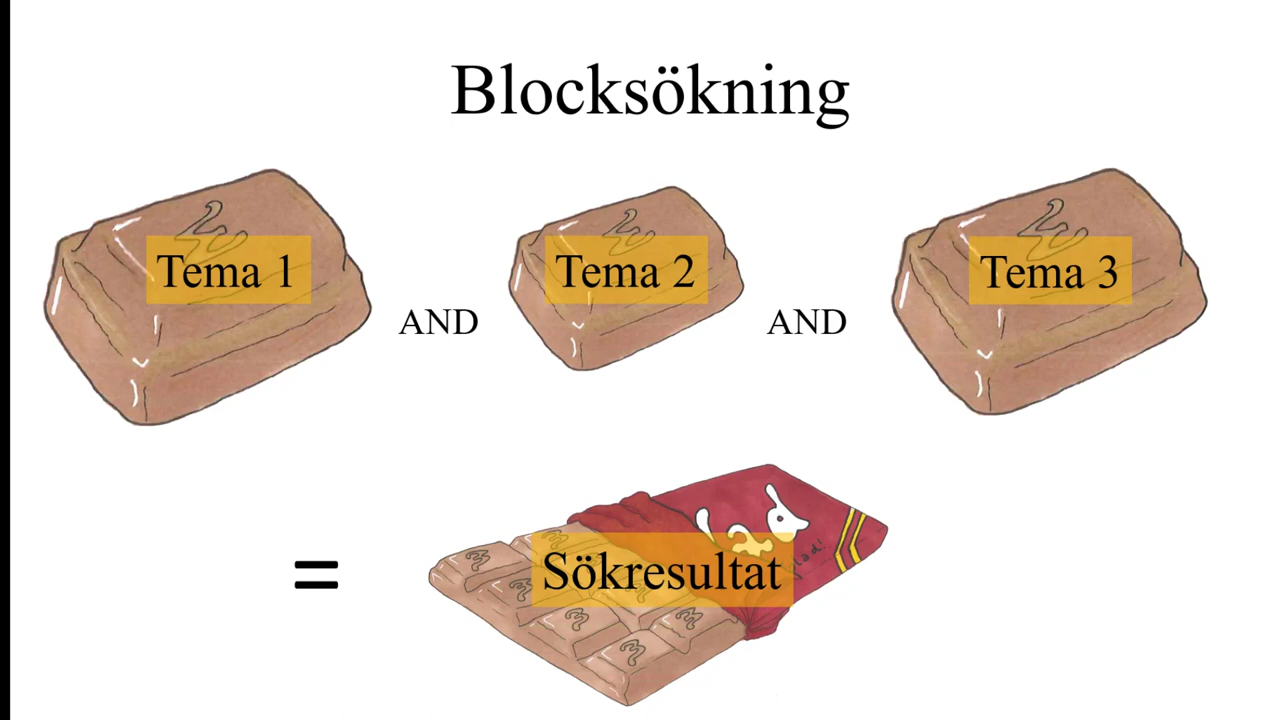 Blocksökning
Tema 1
AND
Tema 2
AND
Tema 3
=
Sökresultat